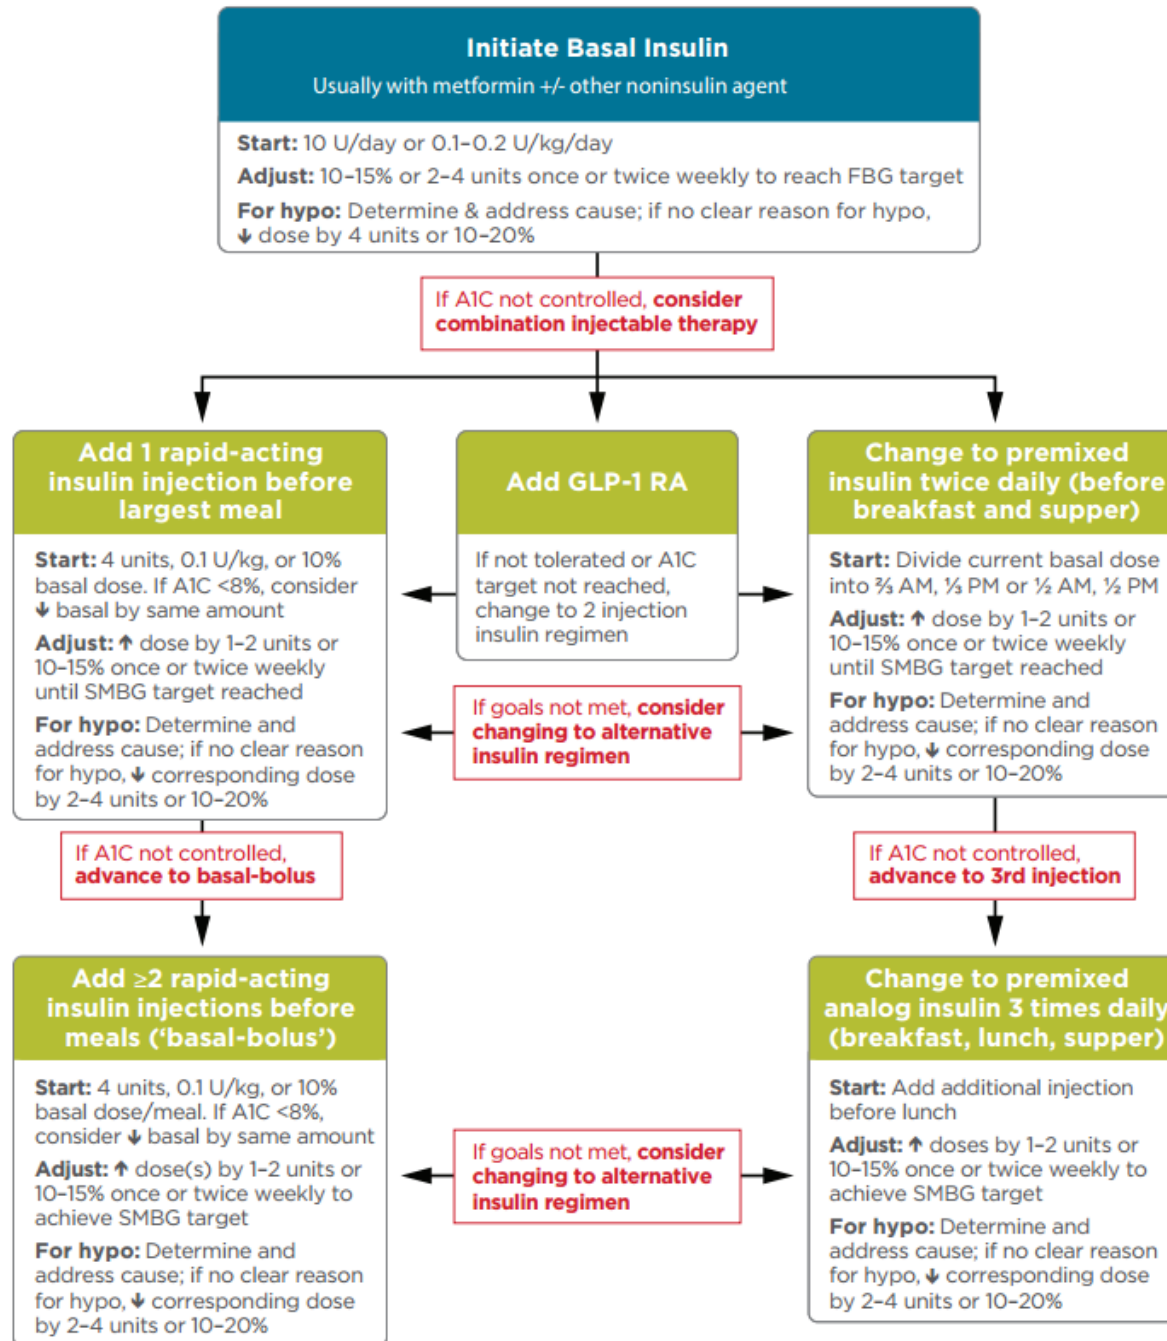 Initiate Basal Insulin
Usually with metformin +/- other noninsulin agent
Start: 10 U/day or 0.1–0.2 U/kg/day
Adjust: 10–15% or 2–4 units once or twice weekly to reach FBG target
For hypo: Determine & address cause; if no clear reason for hypo,
↓ dose by 4 units or 10–20%
If A1C not controlled, consider
combination injectable therapy
Add 1 rapid-acting
insulin injection before
largest meal
Start: 4 units, 0.1 U/kg, or 10%
basal dose. If A1C <8%, consider
↓ basal by same amount
Adjust: ↑ dose by 1–2 units or
10–15% once or twice weekly
until SMBG target reached
For hypo: Determine and
address cause; if no clear reason
for hypo, ↓ corresponding dose
by 2–4 units or 10–20%
Add GLP-1 RA
If not tolerated or A1C
target not reached,
change to 2 injection
insulin regimen
Change to premixed
insulin twice daily (before
breakfast and supper)
Start: Divide current basal dose
into ⅔ AM, ⅓ PM or ½ AM, ½ PM
Adjust: ↑ dose by 1–2 units or
10–15% once or twice weekly
until SMBG target reached
For hypo: Determine and
address cause; if no clear reason
for hypo, ↓ corresponding dose
by 2–4 units or 10–20%
If goals not met, consider
changing to alternative
insulin regimen
If A1C not controlled,
advance to basal-bolus
If A1C not controlled,
advance to 3rd injection
Add ≥2 rapid-acting
insulin injections before
meals (‘basal-bolus’)
Start: 4 units, 0.1 U/kg, or 10%
basal dose/meal. If A1C <8%,
consider ↓ basal by same amount
Adjust: ↑ dose(s) by 1–2 units or
10–15% once or twice weekly to
achieve SMBG target
For hypo: Determine and
address cause; if no clear reason
for hypo, ↓ corresponding dose
by 2–4 units or 10–20%
If goals not met, consider
changing to alternative
insulin regimen
Change to premixed
analog insulin 3 times daily
(breakfast, lunch, supper)
Start: Add additional injection
before lunch
Adjust: ↑ doses by 1–2 units or
10–15% once or twice weekly to
achieve SMBG target
For hypo: Determine and
address cause; if no clear reason
for hypo, ↓ corresponding dose
by 2–4 units or 10–20%